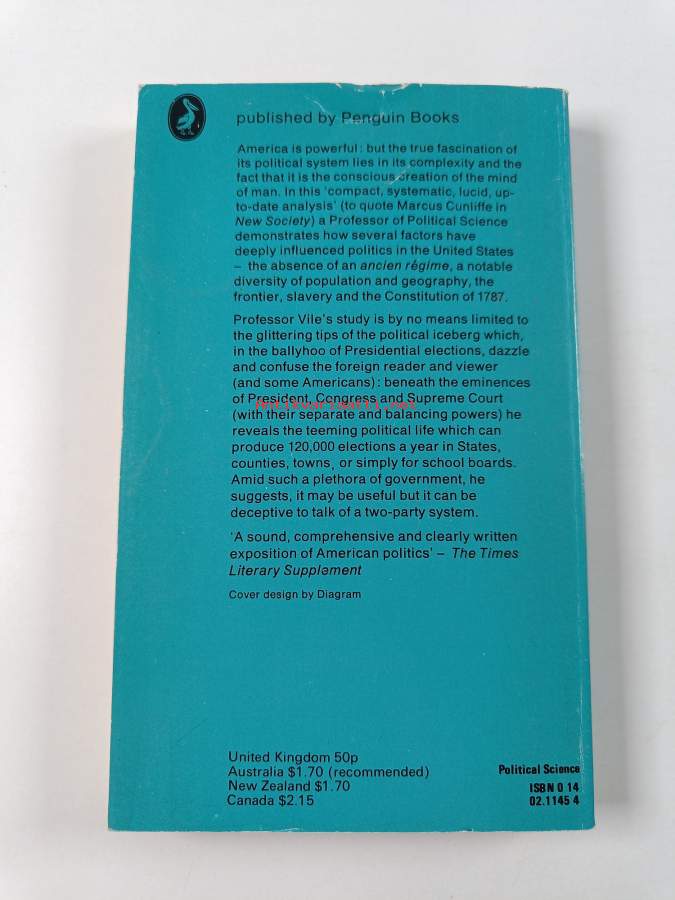 published by Penguin Books
America is powerful: but the true fascination of
its political system lies in its complexity and the
fact that it is the conscious creation of the mind
of man. In this 'compact, systematic, lucid, up-
to-date analysis' (to quote Marcus Cunliffe in
New Society) a Professor of Political Science
demonstrates how several factors have
deeply influenced politics in the United States
– the absence of an ancien régime, a notable
diversity of population and geography, the
frontier, slavery and the Constitution of 1787.
Professor Vile's study is by no means limited to
the glittering tips of the political iceberg which,
in the ballyhoo of Presidential elections, dazzle
and confuse the foreign reader and viewer
(and some Americans): beneath the eminences
of President, Congress and Supreme Court
Antikvariaatti.net
(with their separate and balancing powers) he
reveals the teeming political life which can
produce 120,000 elections a year in States,
counties, towns, or simply for school boards.
Amid such a plethora of government, he
suggests, it may be useful but it can be
deceptive to talk of a two-party system.
'A sound, comprehensive and clearly written
exposition of American politics' – The Times
Literary Supplement
Cover design by Diagram
United Kingdom 50p
Australia $1.70 (recommended)
New Zealand $1.70
Canada $2.15
Political Science
ISBN 0 14
02.1145 4